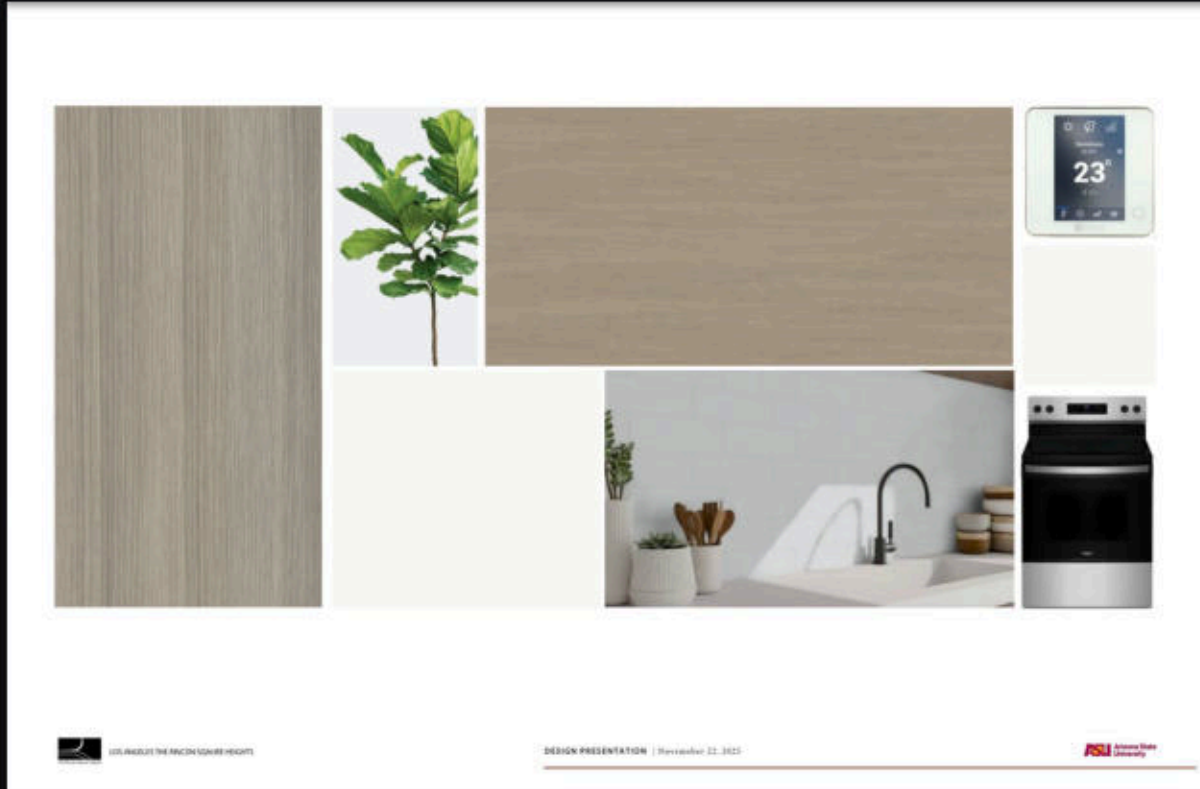 23°
LOS ANGELES THE RINCON SQUARE HEIGHTS
DESIGN PRESENTATION | November 22, 2025
ASU Arizona State
University